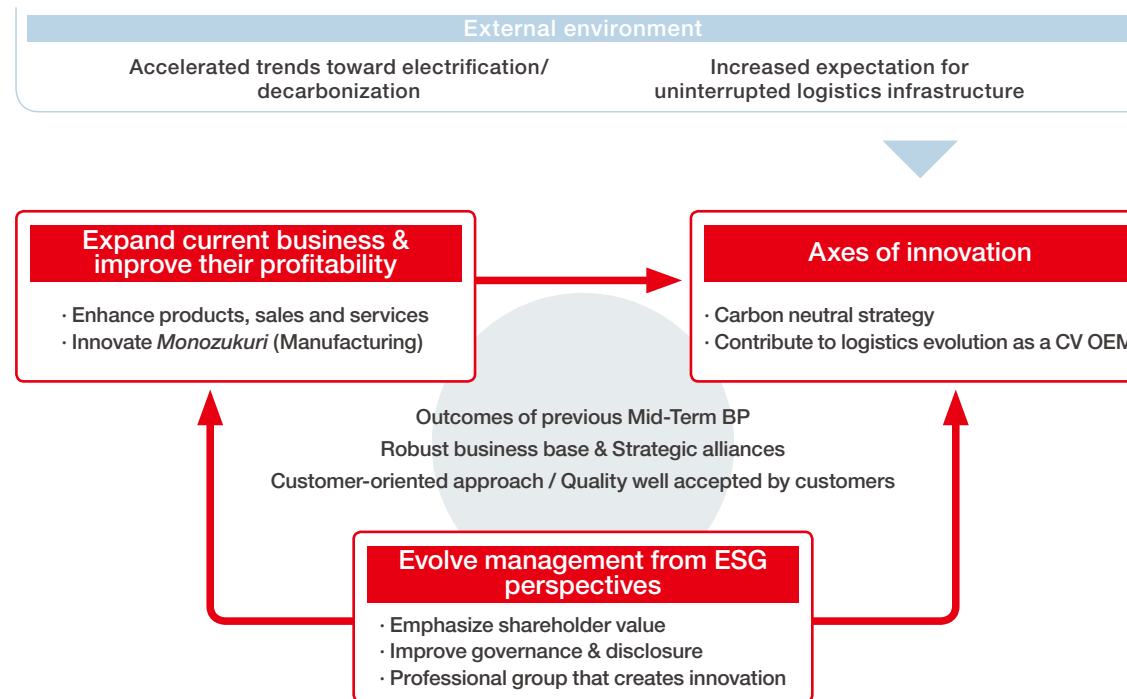 External environment
Accelerated trends toward electrification/
decarbonization
Increased expectation for
uninterrupted logistics infrastructure
Expand current business &
improve their profitability
· Enhance products, sales and services
· Innovate Monozukuri (Manufacturing)
Axes of innovation
· Carbon neutral strategy
· Contribute to logistics evolution as a CV OEM
Outcomes of previous Mid-Term BP
Robust business base & Strategic alliances
Customer-oriented approach / Quality well accepted by customers
Evolve management from ESG
perspectives
· Emphasize shareholder value
· Improve governance & disclosure
· Professional group that creates innovation